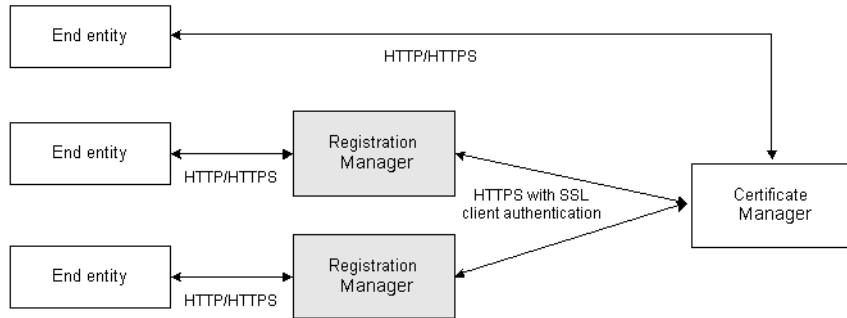 End entity
HTTP/HTTPS
End entity
HTTP/HTTPS
Registration
Manager
HTTPS with SSL
client authentication
Certificate
Manager
End entity
HTTP/HTTPS
Registration
Manager